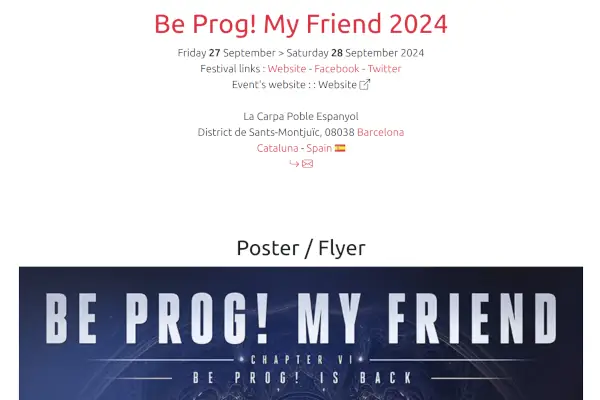 Be Prog! My Friend 2024
Friday 27 September > Saturday 28 September 2024
Festival links : Website - Facebook - Twitter
Event's website : : Website
La Carpa Poble Espanyol
District de Sants-Montjuïc, 08038 Barcelona
Cataluna - Spain
Poster / Flyer
BE PROG! MY FRIEND
CHAPTER VI
BE PROG! IS BACK